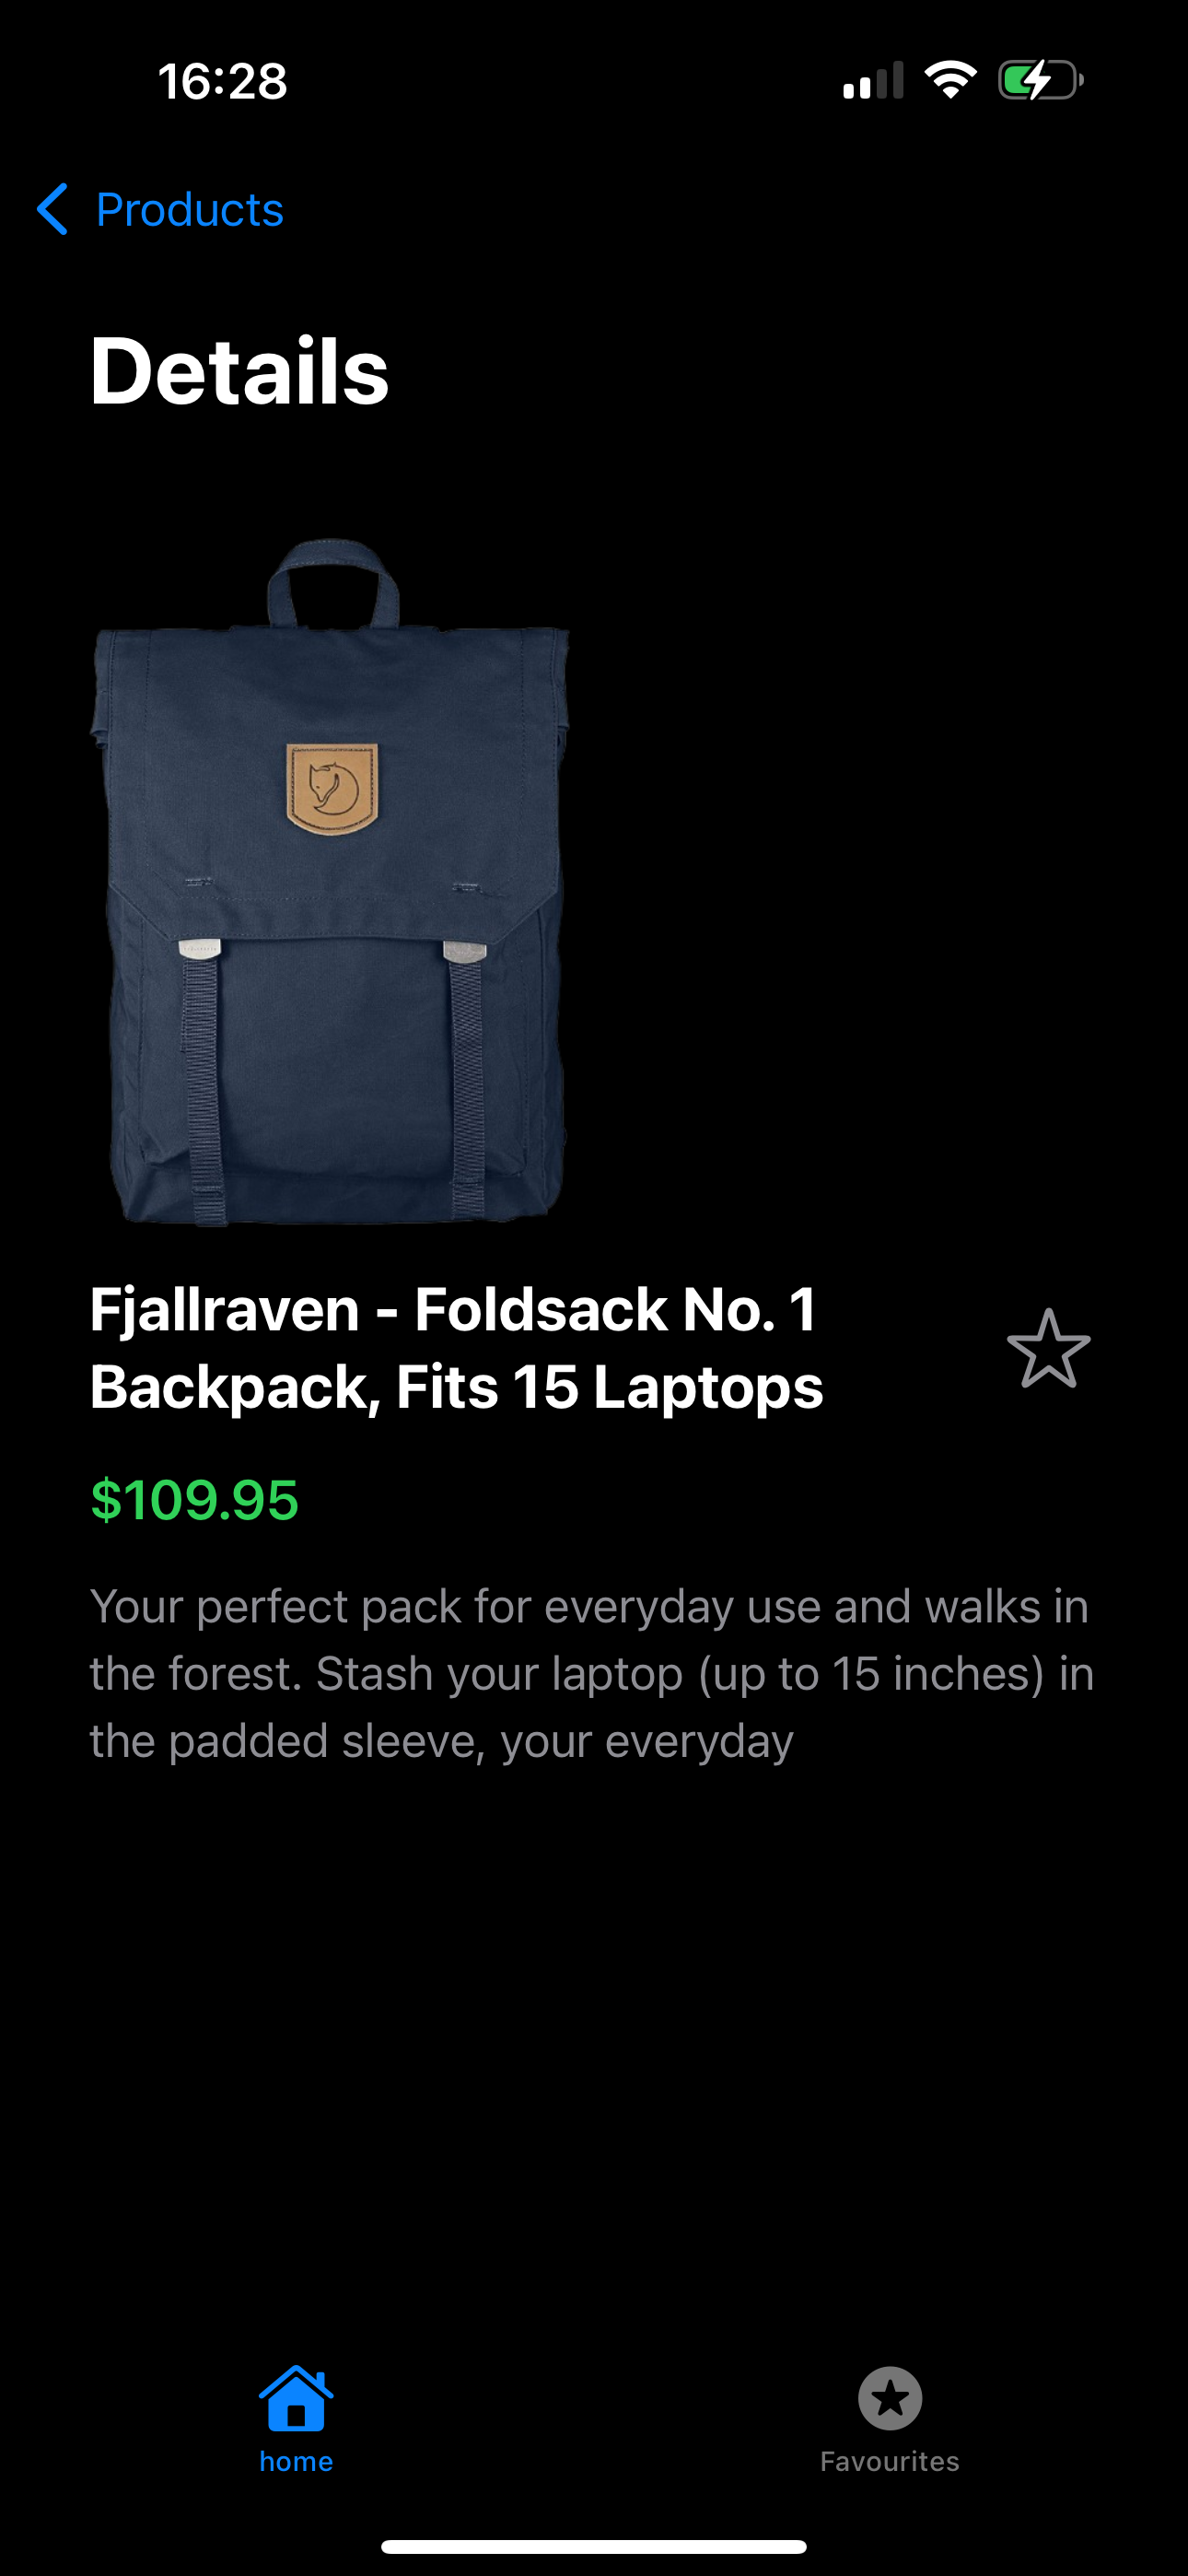 16:28
Products
Details
Fjallraven - Foldsack No. 1
Backpack, Fits 15 Laptops
$109.95
Your perfect pack for everyday use and walks in
the forest. Stash your laptop (up to 15 inches) in
the padded sleeve, your everyday
home
Favourites